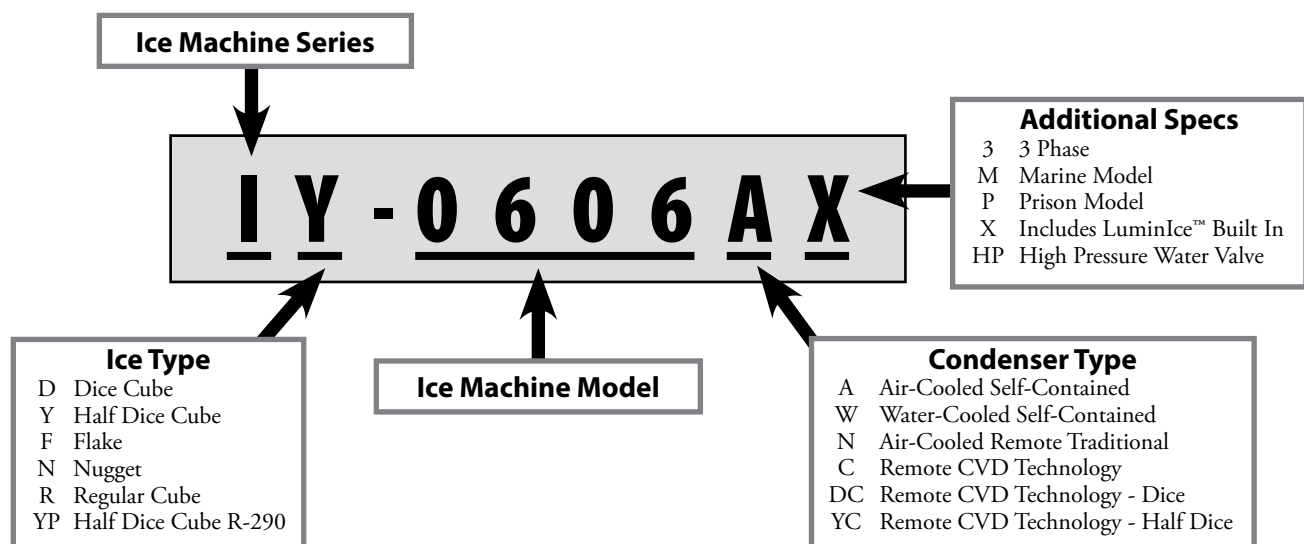 Ice Machine Series
I Y - 0 6 0 6 A X
Additional Specs
3 3 Phase
M Marine Model
P Prison Model
X Includes LuminIce™ Built In
HP High Pressure Water Valve
Ice Type
D Dice Cube
Y Half Dice Cube
F Flake
N Nugget
R Regular Cube
YP Half Dice Cube R-290
Ice Machine Model
Condenser Type
A Air-Cooled Self-Contained
W Water-Cooled Self-Contained
N Air-Cooled Remote Traditional
C Remote CVD Technology
DC Remote CVD Technology - Dice
YC Remote CVD Technology - Half Dice